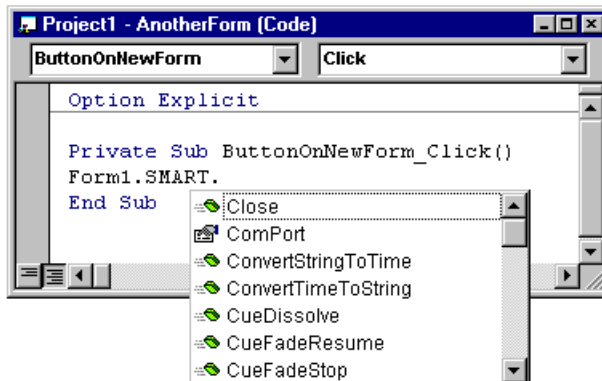 Project1 - AnotherForm (Code)
ButtonOnNewForm Click
Option Explicit
Private Sub ButtonOnNewForm_Click()
Form1.SMART.
End Sub
Close
ComPort
ConvertStringToTime
ConvertTimeToString
CueDissolve
CueFadeResume
CueFadeStop